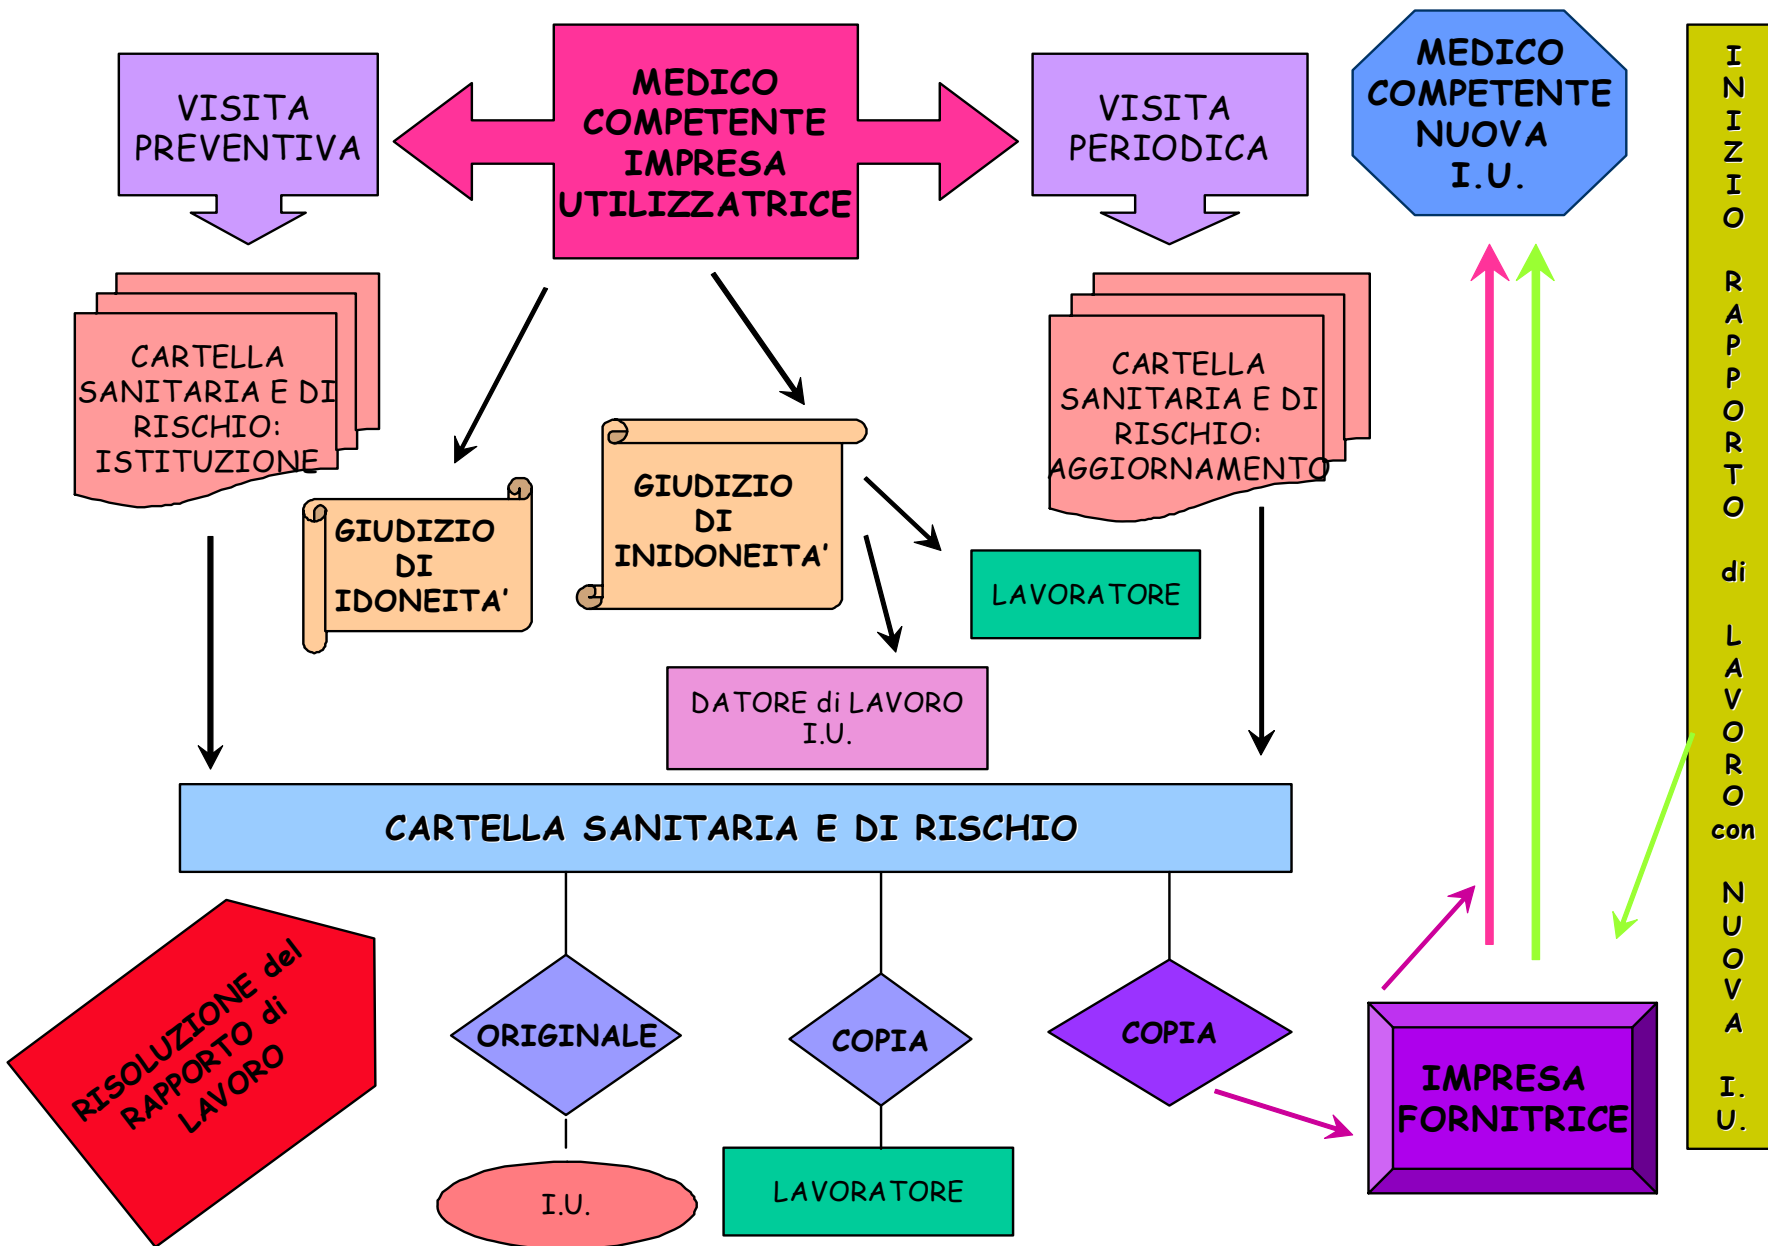 VISITA
PREVENTIVA
MEDICO
COMPETENTE
IMPRESA
UTILIZZATRICE
VISITA
PERIODICA
MEDICO
COMPETENTE
NUOVA
I.U.
CARTELLA
SANITARIA E DI
RISCHIO:
ISTITUZIONE
GIUDIZIO
DI
IDONEITA'
GIUDIZIO
DI
INIDONEITA'
CARTELLA
SANITARIA E DI
RISCHIO:
AGGIORNAMENTO
LAVORATORE
DATORE di LAVORO
I.U.
CARTELLA SANITARIA E DI RISCHIO
RISOLUZIONE del
RAPPORTO di
LAVORO
ORIGINALE
COPIA
COPIA
I.U.
LAVORATORE
IMPRESA
FORNITRICE
INIZIO RAPPORTO di LAVORO con NUOVA I.U.